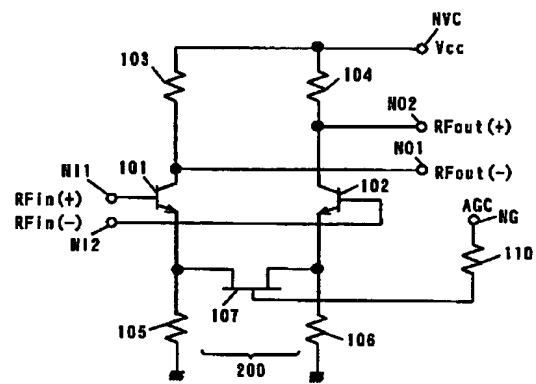 NVC
Vcc
103
104
NO2
RFout(+)
NO1
RFout(-)
NI1
101
102
RFin(+)
RFin(-)
NI2
AGC
NG
110
107
105
106
200